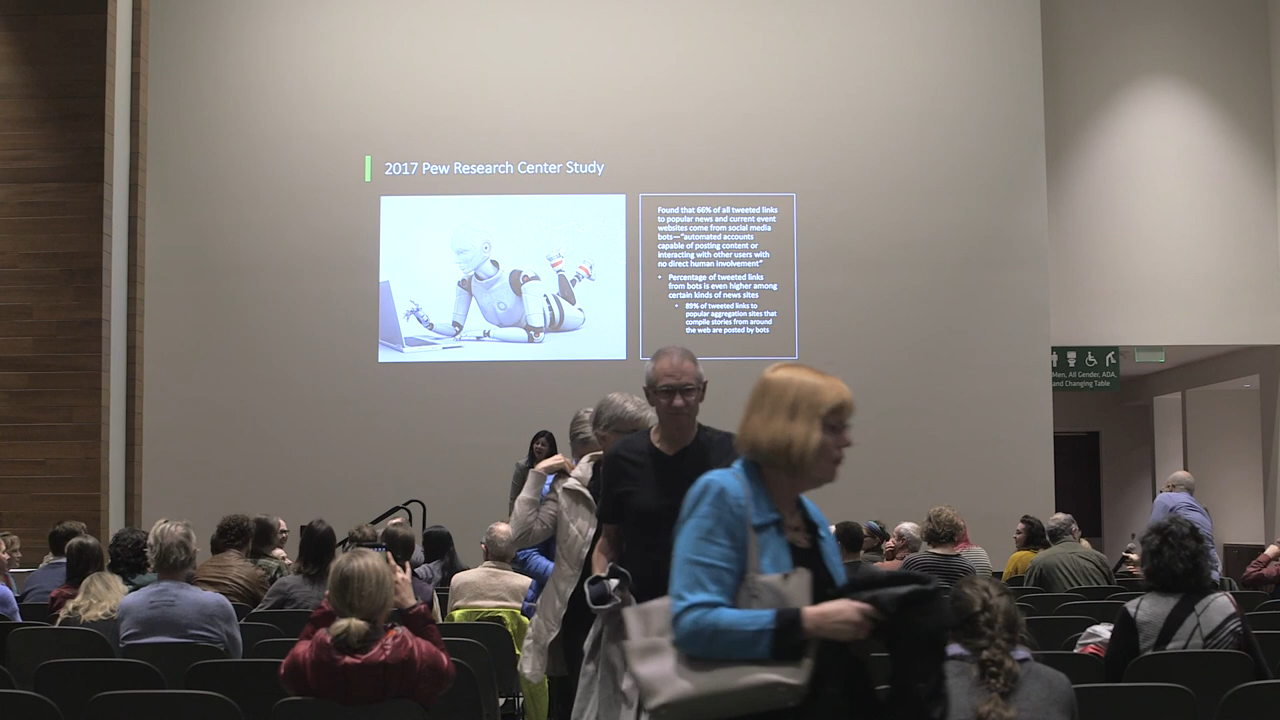 2017 Pew Research Center Study
Found that 66% of all tweeted links
to popular news and current event
websites come from social media
bots—"automated accounts
capable of posting content or
interacting with other users with
no direct human involvement"
• Percentage of tweeted links
from bots is even higher among
certain kinds of news sites
• 89% of tweeted links to
popular aggregation sites that
compile stories from around
the web are posted by bots
Men, All Gender, ADA,
and Changing Table